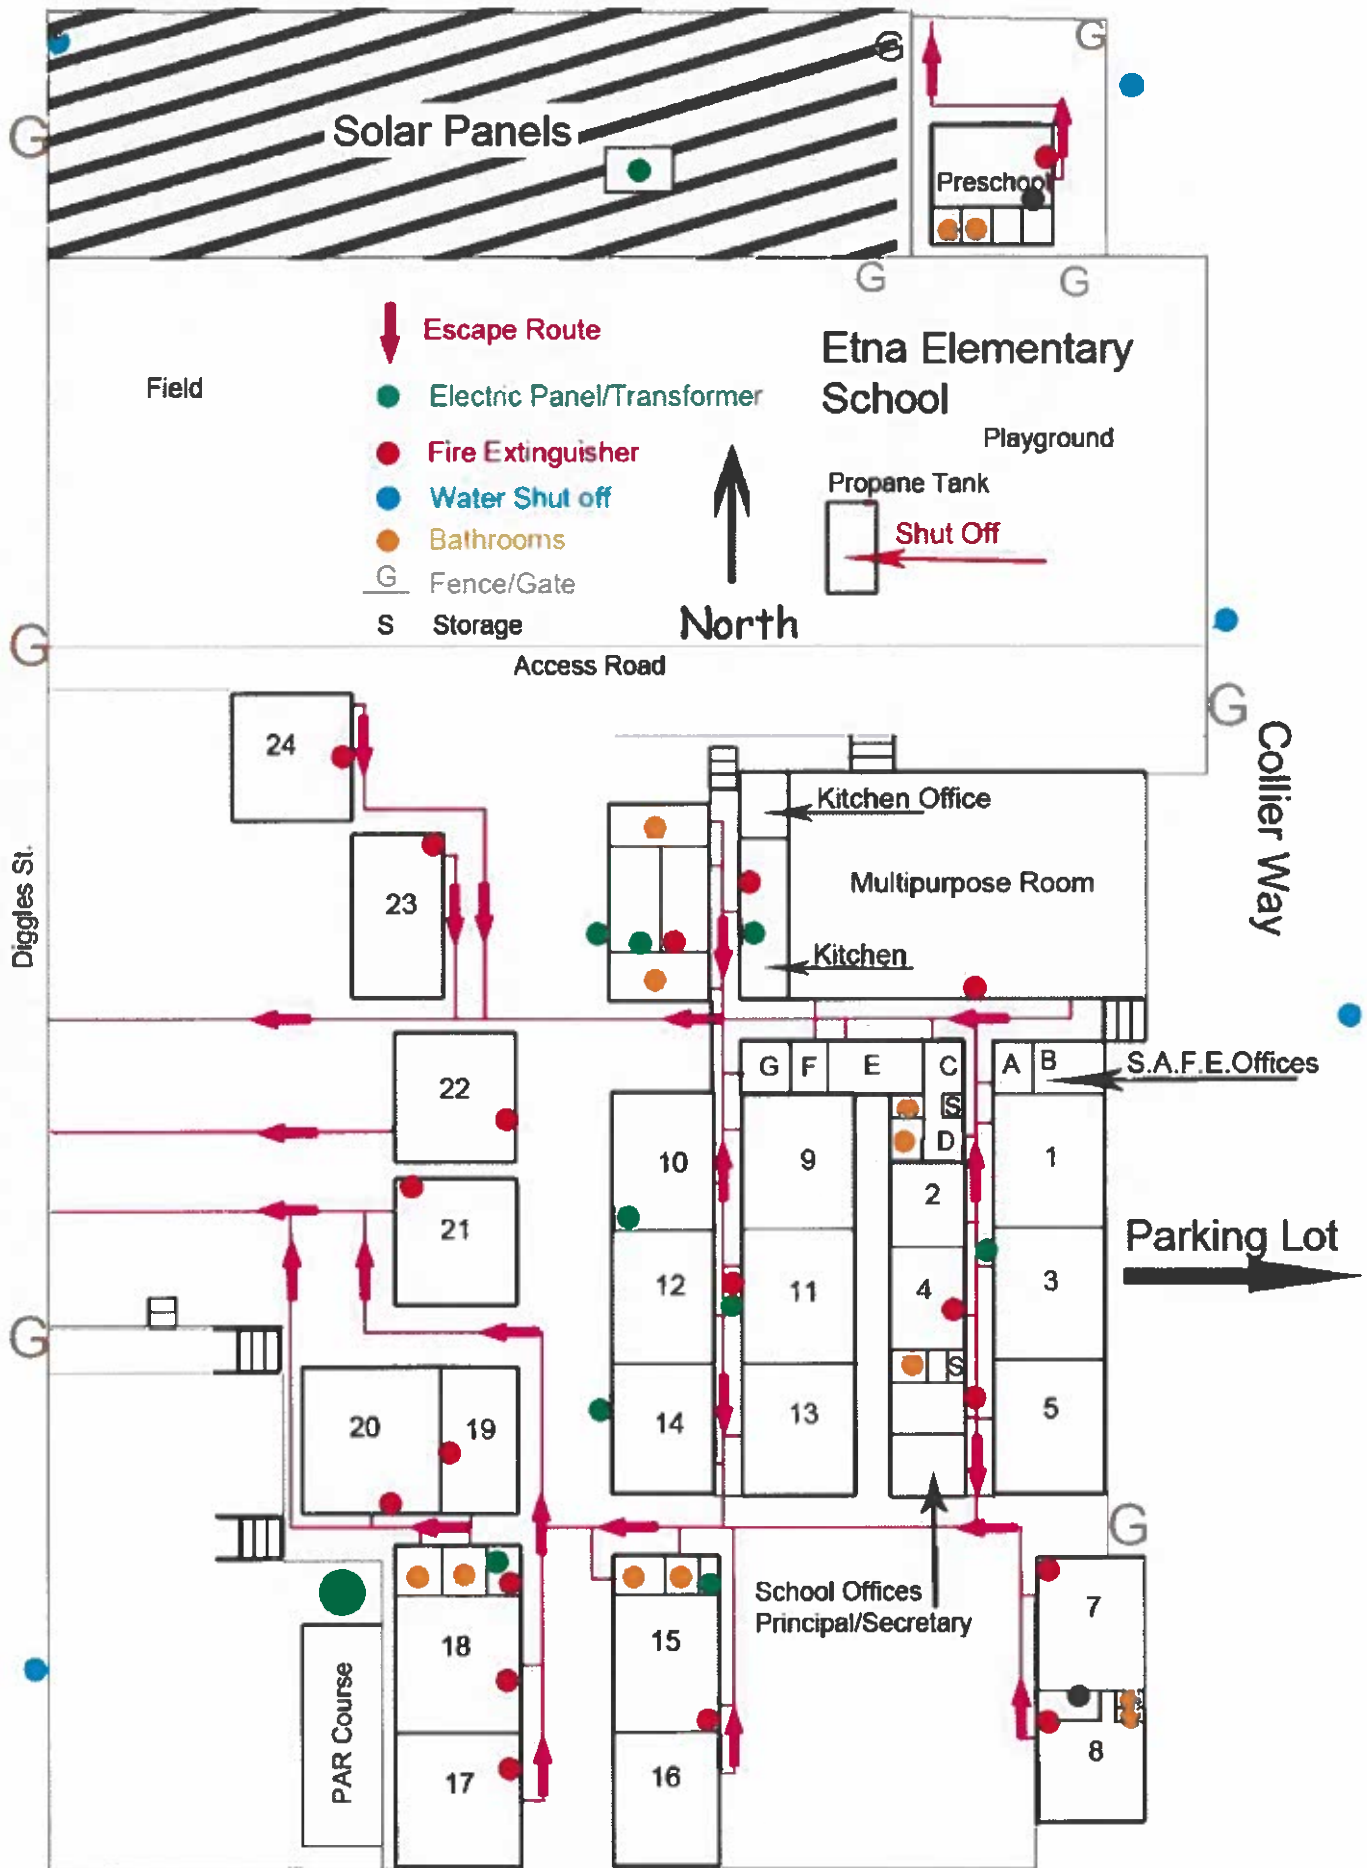 G
G
G
Solar Panels
Preschool
G
G
Escape Route
Electric Panel/Transformer
Fire Extinguisher
Water Shut off
Bathrooms
G Fence/Gate
S Storage
Field
Etna Elementary
School
Playground
Propane Tank
Shut Off
North
G
Access Road
G
24
Kitchen Office
Collier Way
Diggles St.
23
Multipurpose Room
Kitchen
22
G F E C A B
S.A.F.E.Offices
S
D
10 9 1
2
21
Parking Lot
12 11 4 3
G
S
20 19
14 13 5
G
School Offices
Principal/Secretary
7
18 15
PAR Course
8
17 16